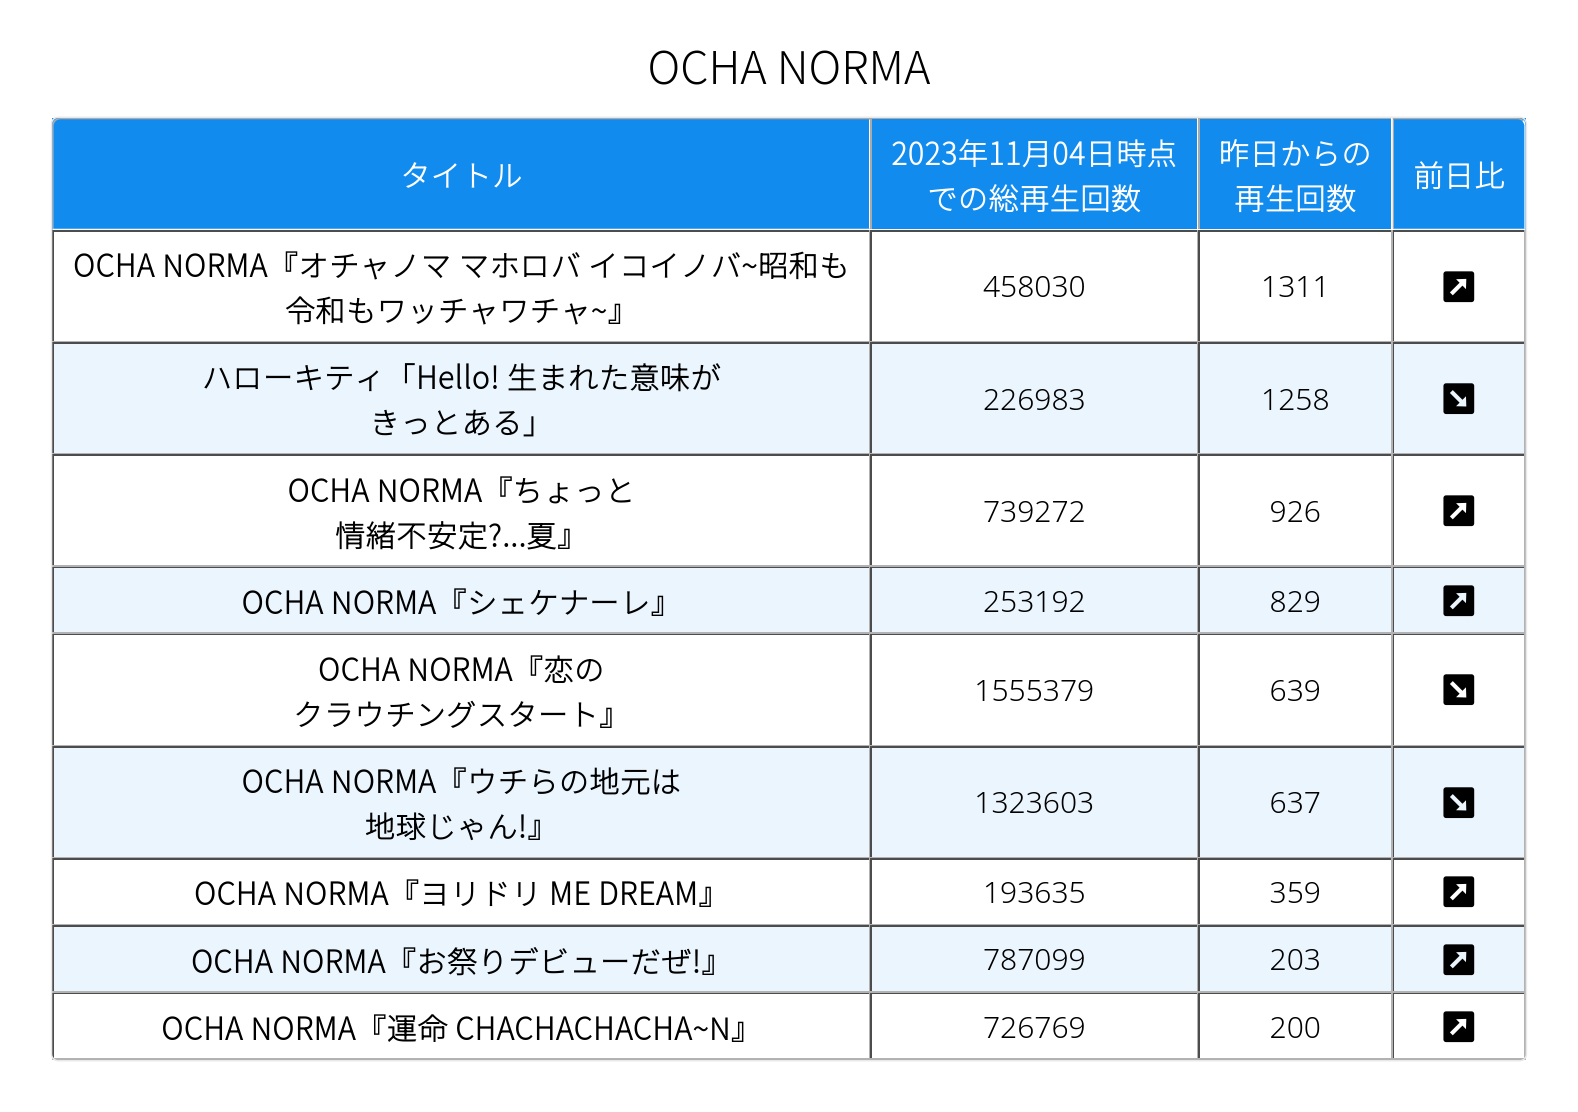 OCHA NORMA
タイトル
2023年11月04日時点
での総再生回数
昨日からの
再生回数
前日比
OCHA NORMA『オチャノマ マホロバ イコイノバ~昭和も
令和もワッチャワチャ~』
458030
1311
ハローキティ「Hello! 生まれた意味が
きっとある」
226983
1258
OCHA NORMA『ちょっと
情緒不安定?...夏』
739272
926
OCHA NORMA『シェケナーレ』
253192
829
OCHA NORMA『恋の
クラウチングスタート』
1555379
639
OCHA NORMA『ウチらの地元は
地球じゃん!』
1323603
637
OCHA NORMA『ヨリドリ ME DREAM』
193635
359
OCHA NORMA『お祭りデビューだぜ!』
787099
203
OCHA NORMA『運命 CHACHACHACHA~N』
726769
200